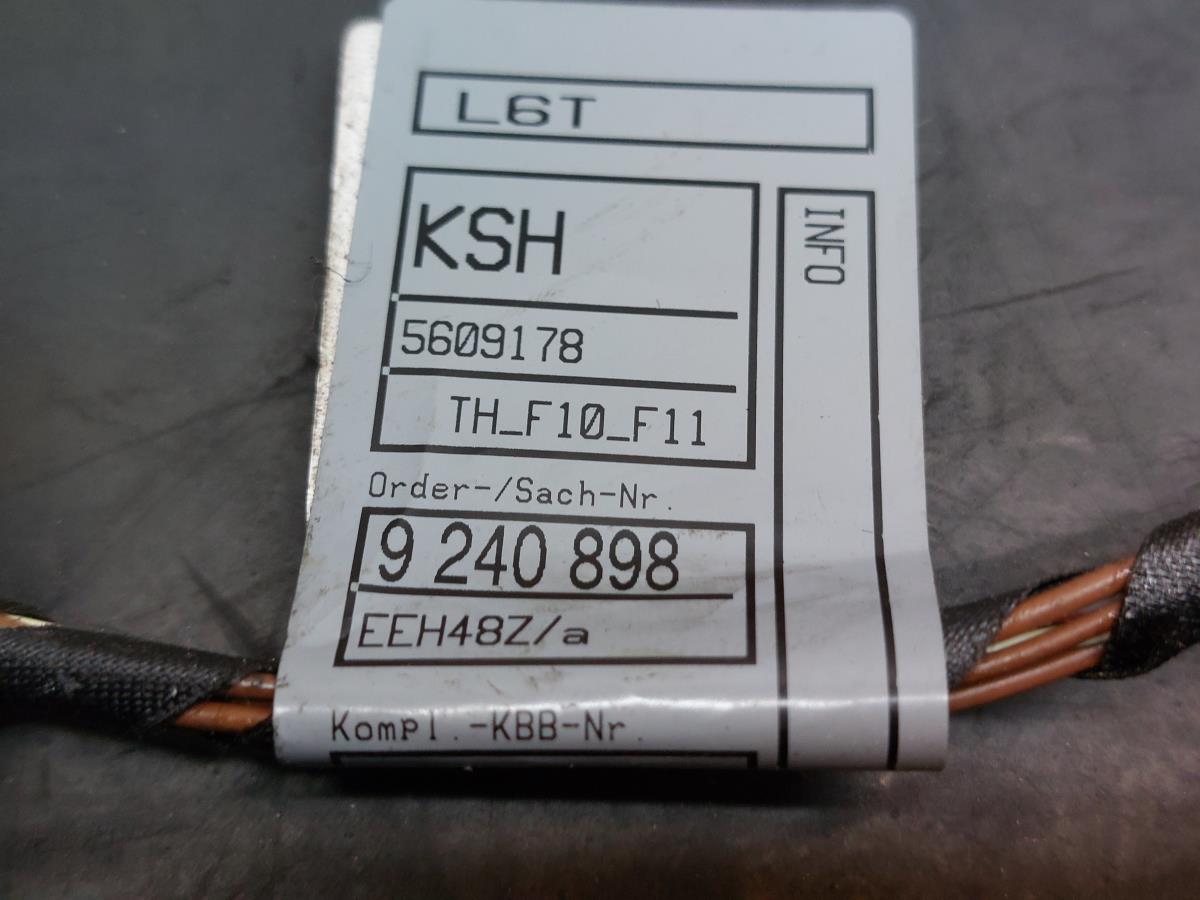 L6T
KSH
INFO
5609178
TH_F10_F11
Order-/Sach-Nr.
9 240 898
EEH48Z/a
Kompl.-KBB-Nr.